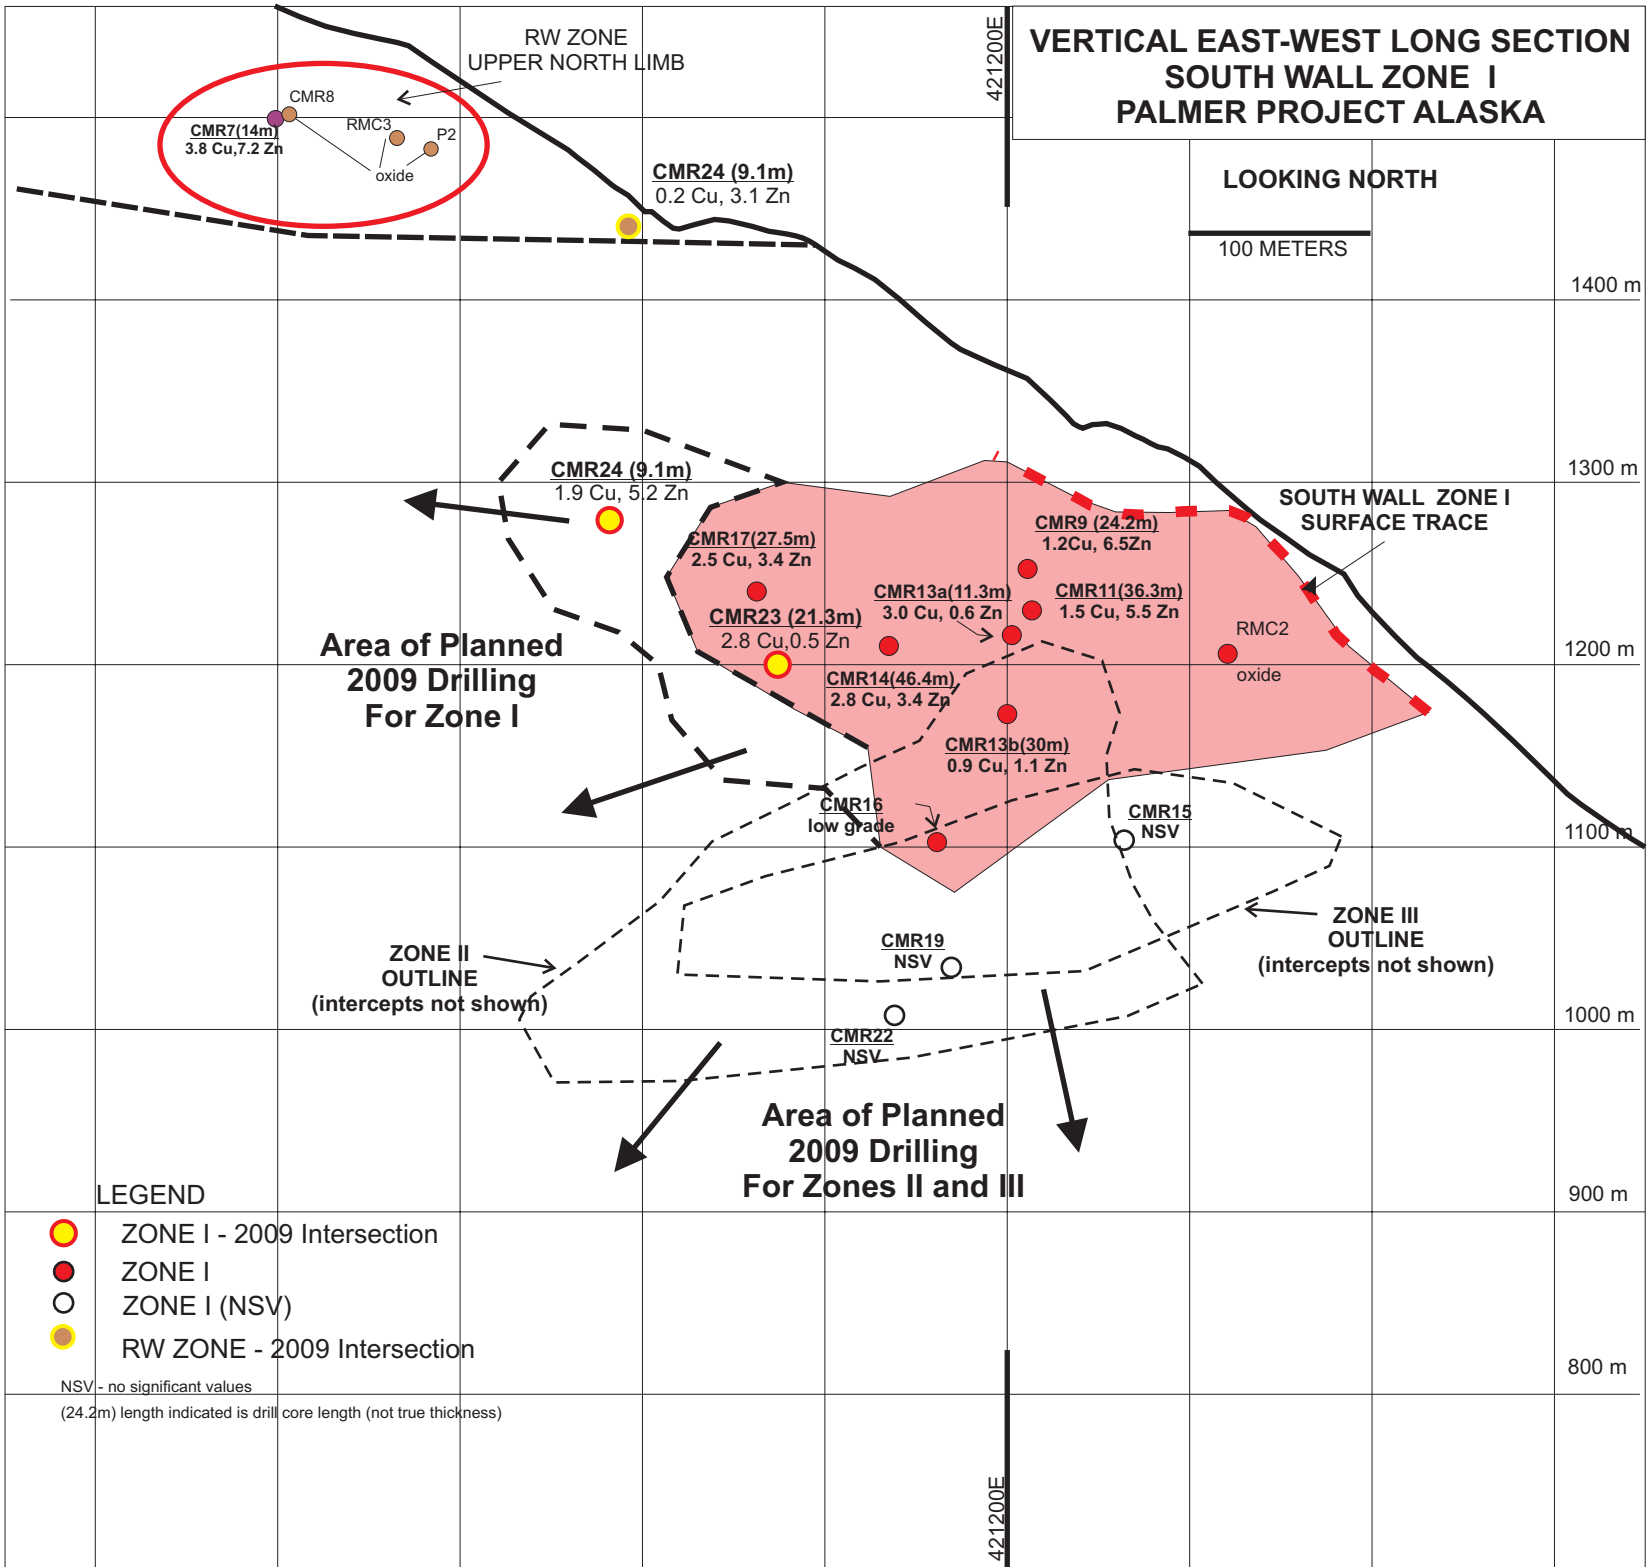 VERTICAL EAST-WEST LONG SECTION
SOUTH WALL ZONE I
PALMER PROJECT ALASKA
421200E
LOOKING NORTH
100 METERS
RW ZONE
UPPER NORTH LIMB
CMR8
CMR7(14m)
3.8 Cu,7.2 Zn
RMC3
P2
oxide
CMR24 (9.1m)
0.2 Cu, 3.1 Zn
1400 m
1300 m
CMR24 (9.1m)
1.9 Cu, 5.2 Zn
SOUTH WALL ZONE I
SURFACE TRACE
CMR9 (24.2m)
1.2Cu, 6.5Zn
CMR17(27.5m)
2.5 Cu, 3.4 Zn
CMR13a(11.3m)
3.0 Cu, 0.6 Zn
CMR11(36.3m)
1.5 Cu, 5.5 Zn
CMR23 (21.3m)
2.8 Cu,0.5 Zn
RMC2
oxide
1200 m
Area of Planned
2009 Drilling
For Zone I
CMR14(46.4m)
2.8 Cu, 3.4 Zn
CMR13b(30m)
0.9 Cu, 1.1 Zn
CMR16
low grade
CMR15
NSV
1100 m
ZONE II
OUTLINE
(intercepts not shown)
CMR19
NSV
ZONE III
OUTLINE
(intercepts not shown)
1000 m
CMR22
NSV
Area of Planned
2009 Drilling
For Zones II and III
900 m
LEGEND
ZONE I - 2009 Intersection
ZONE I
ZONE I (NSV)
RW ZONE - 2009 Intersection
800 m
NSV - no significant values
(24.2m) length indicated is drill core length (not true thickness)
421200E